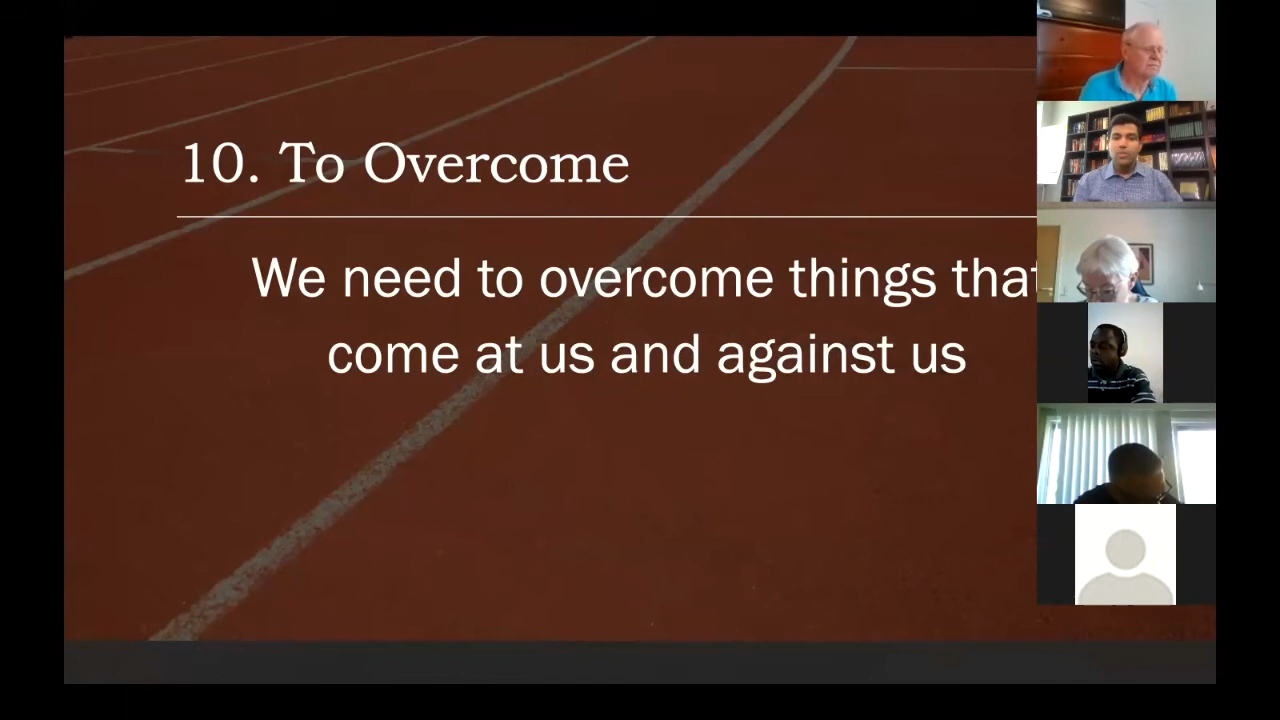 10. To Overcome
We need to overcome things that
come at us and against us